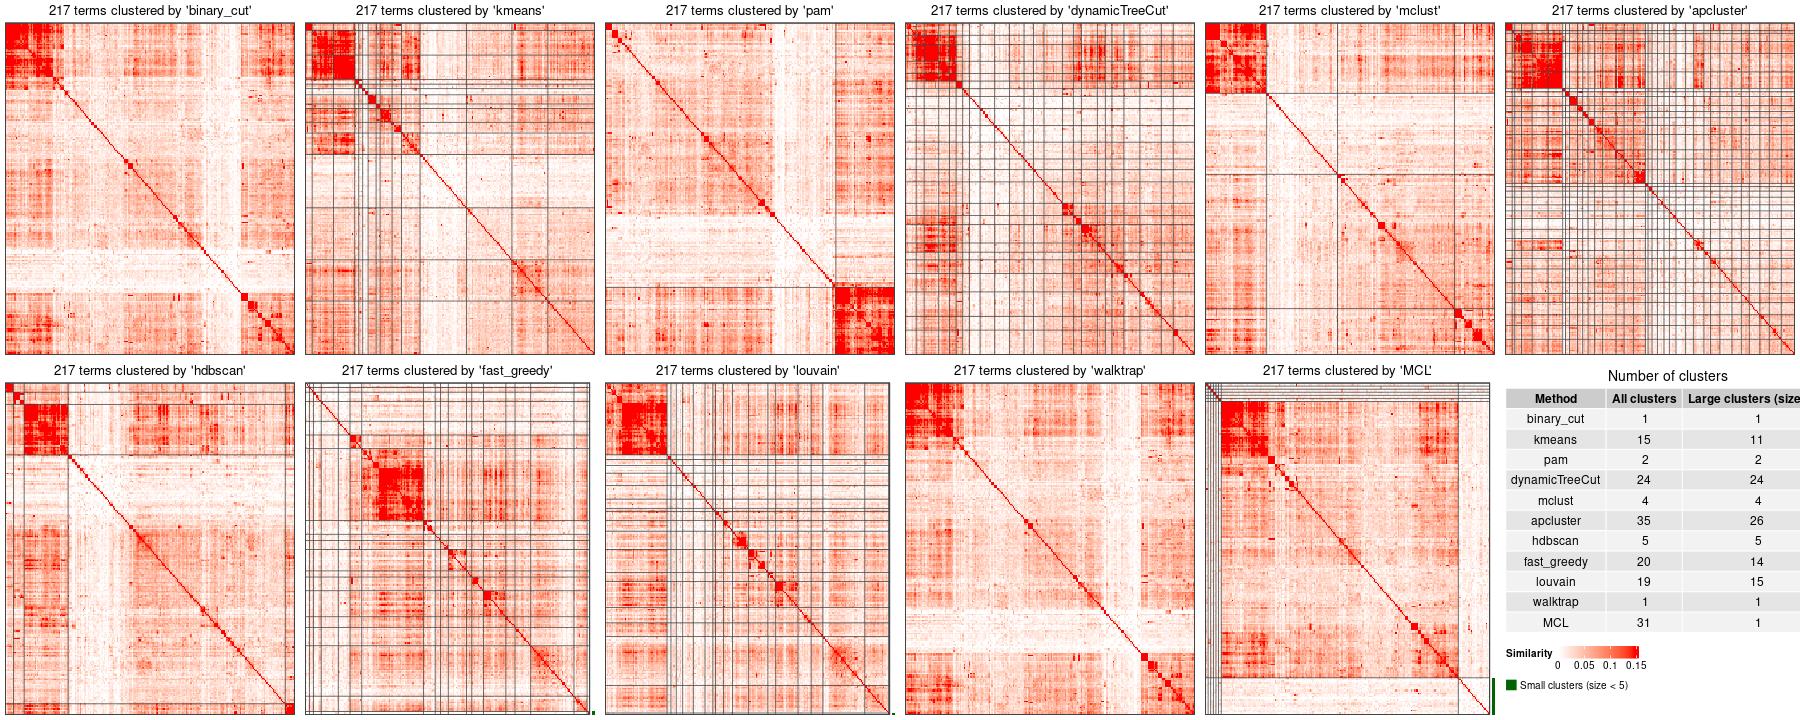 217 terms clustered by 'binary_cut'
217 terms clustered by 'kmeans'
217 terms clustered by 'pam'
217 terms clustered by 'dynamicTreeCut'
217 terms clustered by 'mclust'
217 terms clustered by 'apcluster'
217 terms clustered by 'hdbscan'
217 terms clustered by 'fast_greedy'
217 terms clustered by 'louvain'
217 terms clustered by 'walktrap'
217 terms clustered by 'MCL'
Number of clusters
Method All clusters Large clusters (size
binary_cut 1 1
kmeans 15 11
pam 2 2
dynamicTreeCut 24 24
mclust 4 4
apcluster 35 26
hdbscan 5 5
fast_greedy 20 14
louvain 19 15
walktrap 1 1
MCL 31 1
Similarity
0 0.05 0.1 0.15
Small clusters (size < 5)